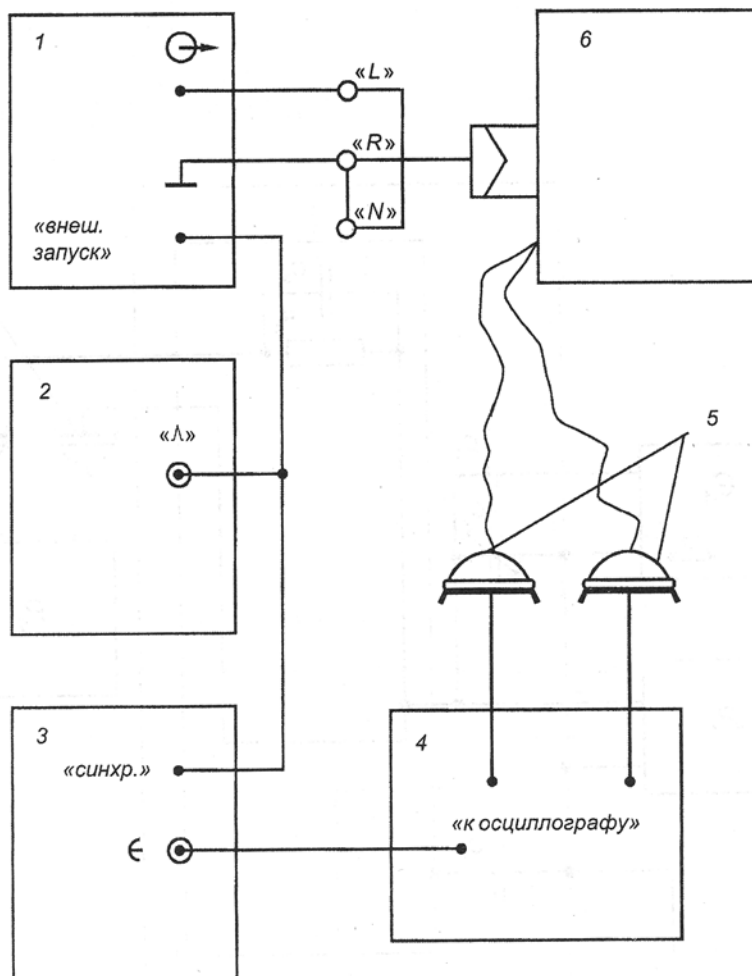 1
6
«L»
«R»
«N»
«внеш.
запуск»
2
«Λ»
5
3
«синхр.»
4
«к осциллографу»